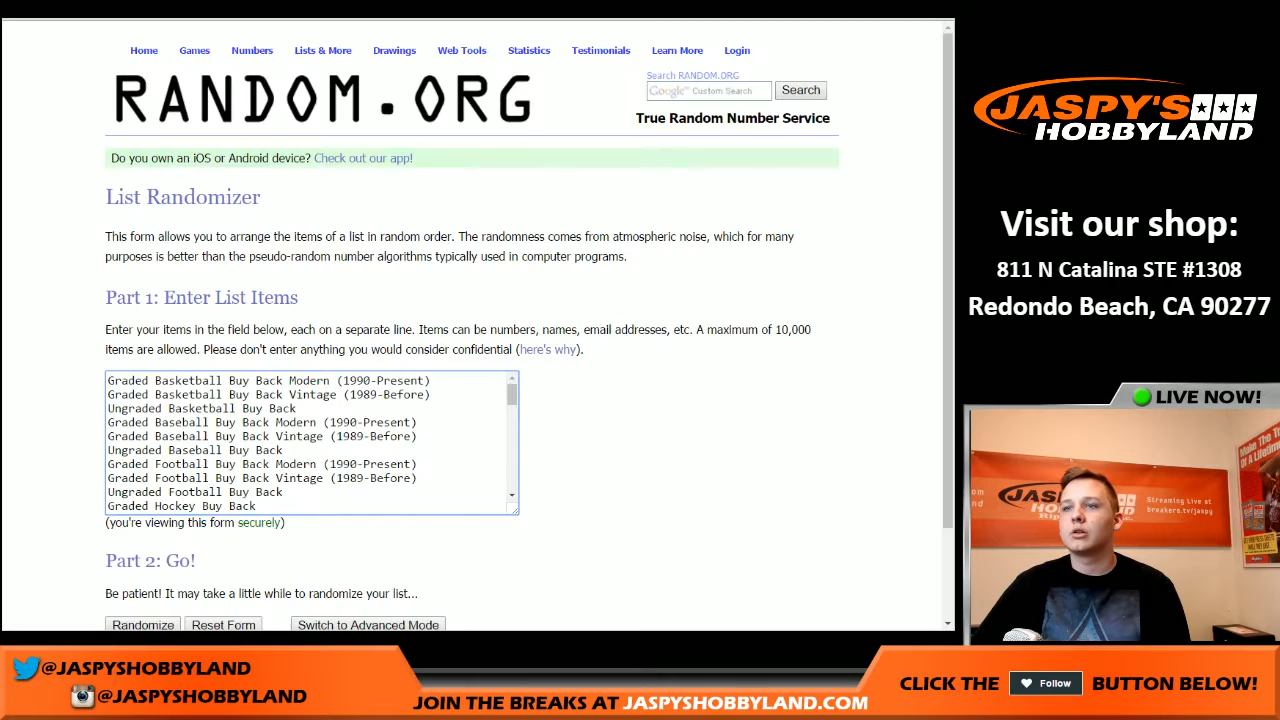 Home Games Numbers Lists & More Drawings Web Tools Statistics Testimonials Learn More Login
RANDOM.ORG
Search RANDOM.ORG
Google™ Custom Search
Search
True Random Number Service
Do you own an iOS or Android device? Check out our app!
List Randomizer
This form allows you to arrange the items of a list in random order. The randomness comes from atmospheric noise, which for many
purposes is better than the pseudo-random number algorithms typically used in computer programs.
Part 1: Enter List Items
Enter your items in the field below, each on a separate line. Items can be numbers, names, email addresses, etc. A maximum of 10,000
items are allowed. Please don't enter anything you would consider confidential (here's why).
Graded Basketball Buy Back Modern (1990-Present)
Graded Basketball Buy Back Vintage (1989-Before)
Ungraded Basketball Buy Back
Graded Baseball Buy Back Modern (1990-Present)
Graded Baseball Buy Back Vintage (1989-Before)
Ungraded Baseball Buy Back
Graded Football Buy Back Modern (1990-Present)
Graded Football Buy Back Vintage (1989-Before)
Ungraded Football Buy Back
Graded Hockey Buy Back
(you're viewing this form securely)
Part 2: Go!
Be patient! It may take a little while to randomize your list...
Randomize Reset Form Switch to Advanced Mode
JASPY'S
HOBBYLAND
Visit our shop:
811 N Catalina STE #1308
Redondo Beach, CA 90277
LIVE NOW!
JASPY'S
Streaming Live at
breakers.tv/jaspy
Make The
Of A Lifetime
@JASPYSHOBBYLAND
@JASPYSHOBBYLAND
JOIN THE BREAKS AT JASPYSHOBBYLAND.COM
CLICK THE Follow BUTTON BELOW!